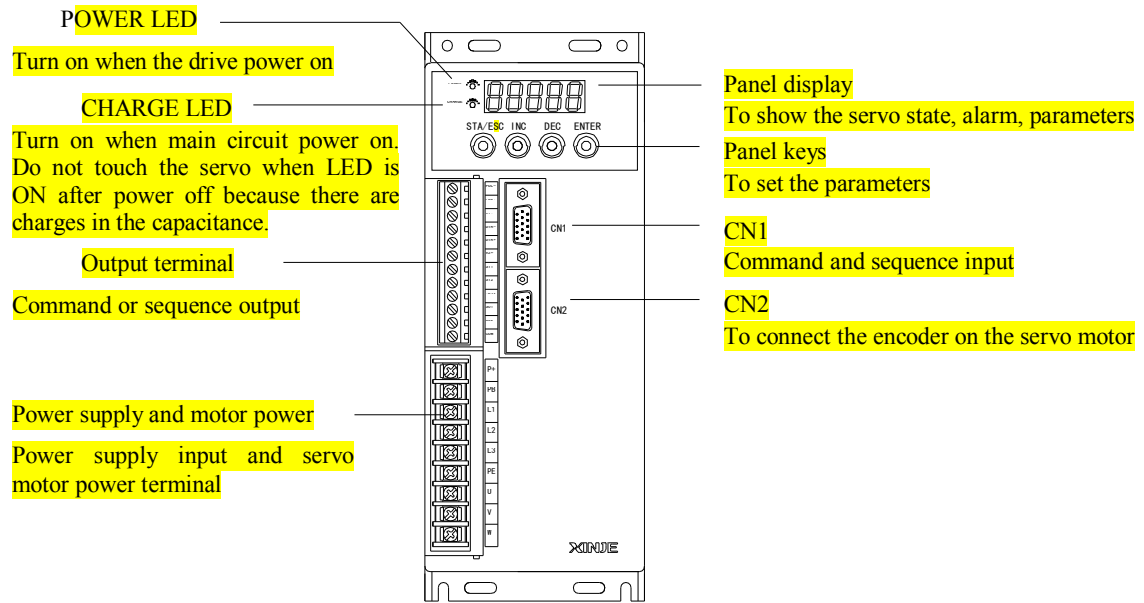 POWER LED
Turn on when the drive power on
CHARGE LED
Turn on when main circuit power on.
Do not touch the servo when LED is
ON after power off because there are
charges in the capacitance.
Output terminal
Command or sequence output
Power supply and motor power
Power supply input and servo
motor power terminal
STA/ESC INC DEC ENTER
CN1
CN2
P+
PB
L1
L2
L3
PE
U
V
W
XINJE
Panel display
To show the servo state, alarm, parameters
Panel keys
To set the parameters
CN1
Command and sequence input
CN2
To connect the encoder on the servo motor